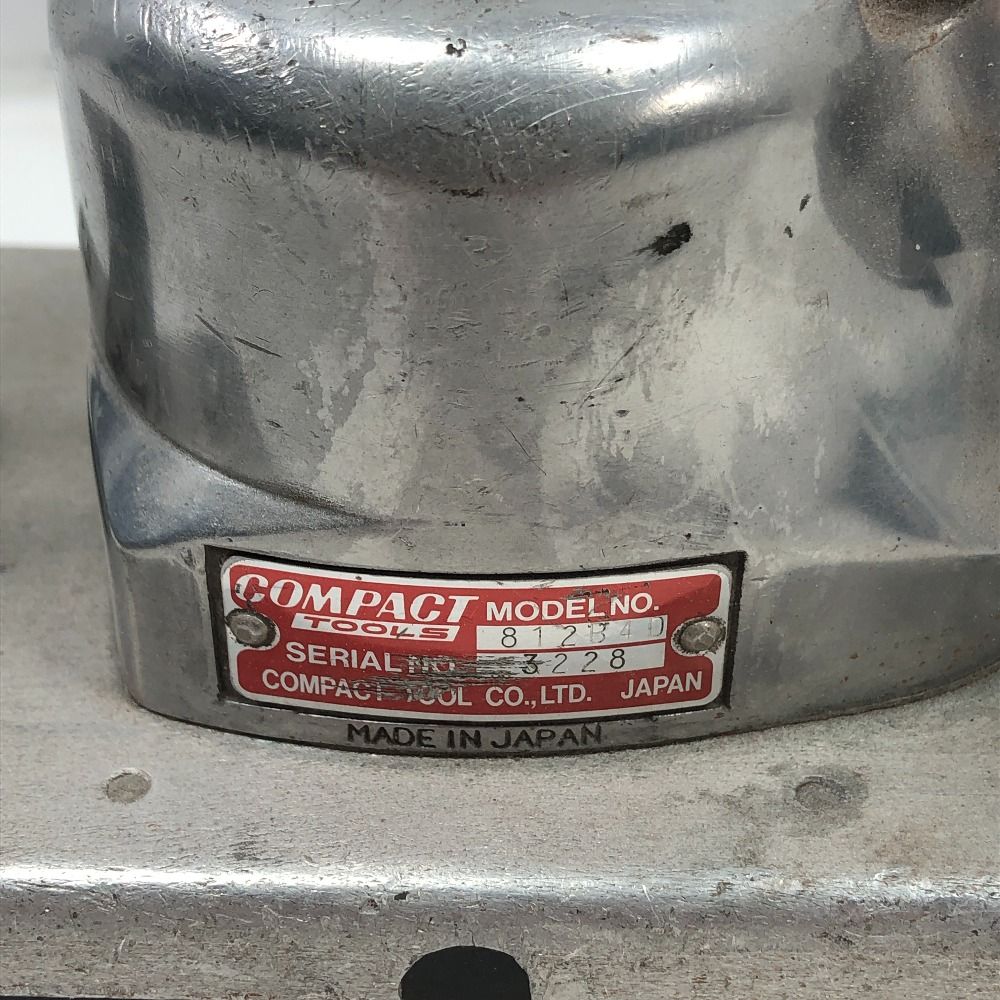 COMPACT MODEL NO.
TOOLS 812B4D
SERIAL NO. 3228
COMPACT TOOL CO., LTD. JAPAN
MADE IN JAPAN